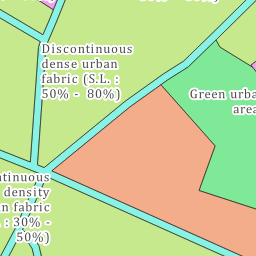 Discontinuous
dense urban
fabric (S.L. :
50% - 80%)
Green urba
area
ntinuous
density
n fabric
: 30% -
50%)